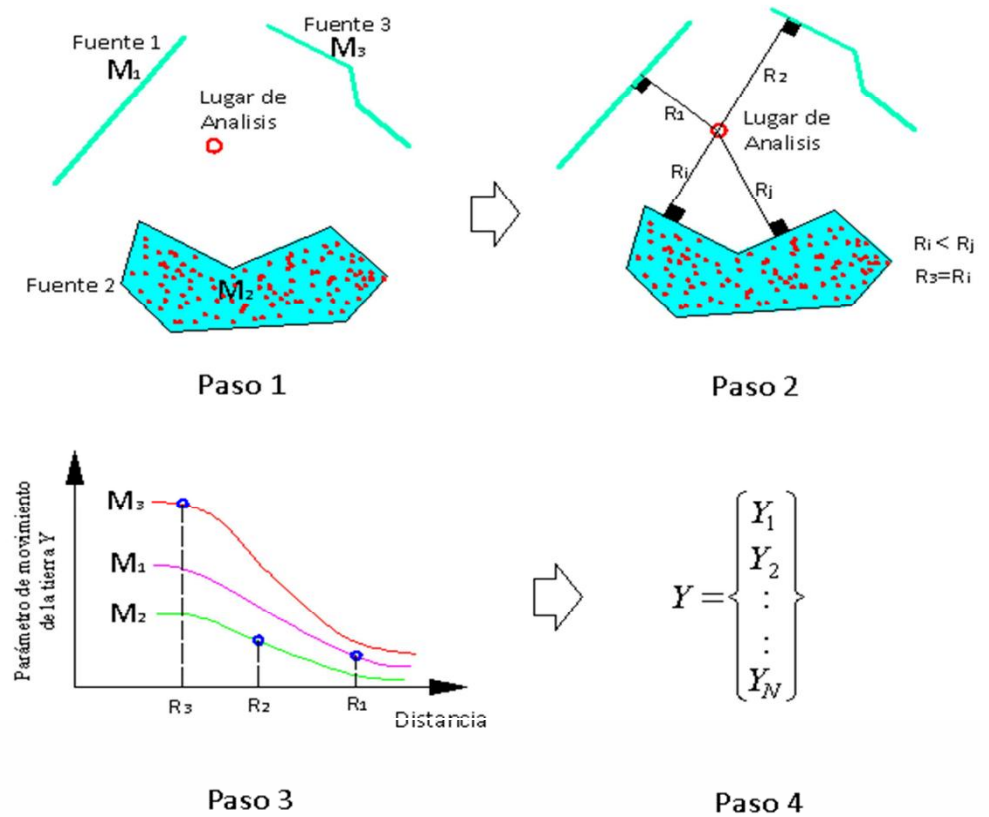 Fuente 1
M₁
Fuente 3
M₃
Lugar de
Analisis
Fuente 2
M₂
Paso 1
R₁
R₂
Lugar de
Analisis
Ri
Rj
Ri < Rj
R₃=Ri
Paso 2
Parámetro de movimiento
de la tierra Y
M₃
M₁
M₂
R₃
R₂
R₁
Distancia
Paso 3
Y = {Y₁
Y₂
:
:
Y_N}
Paso 4